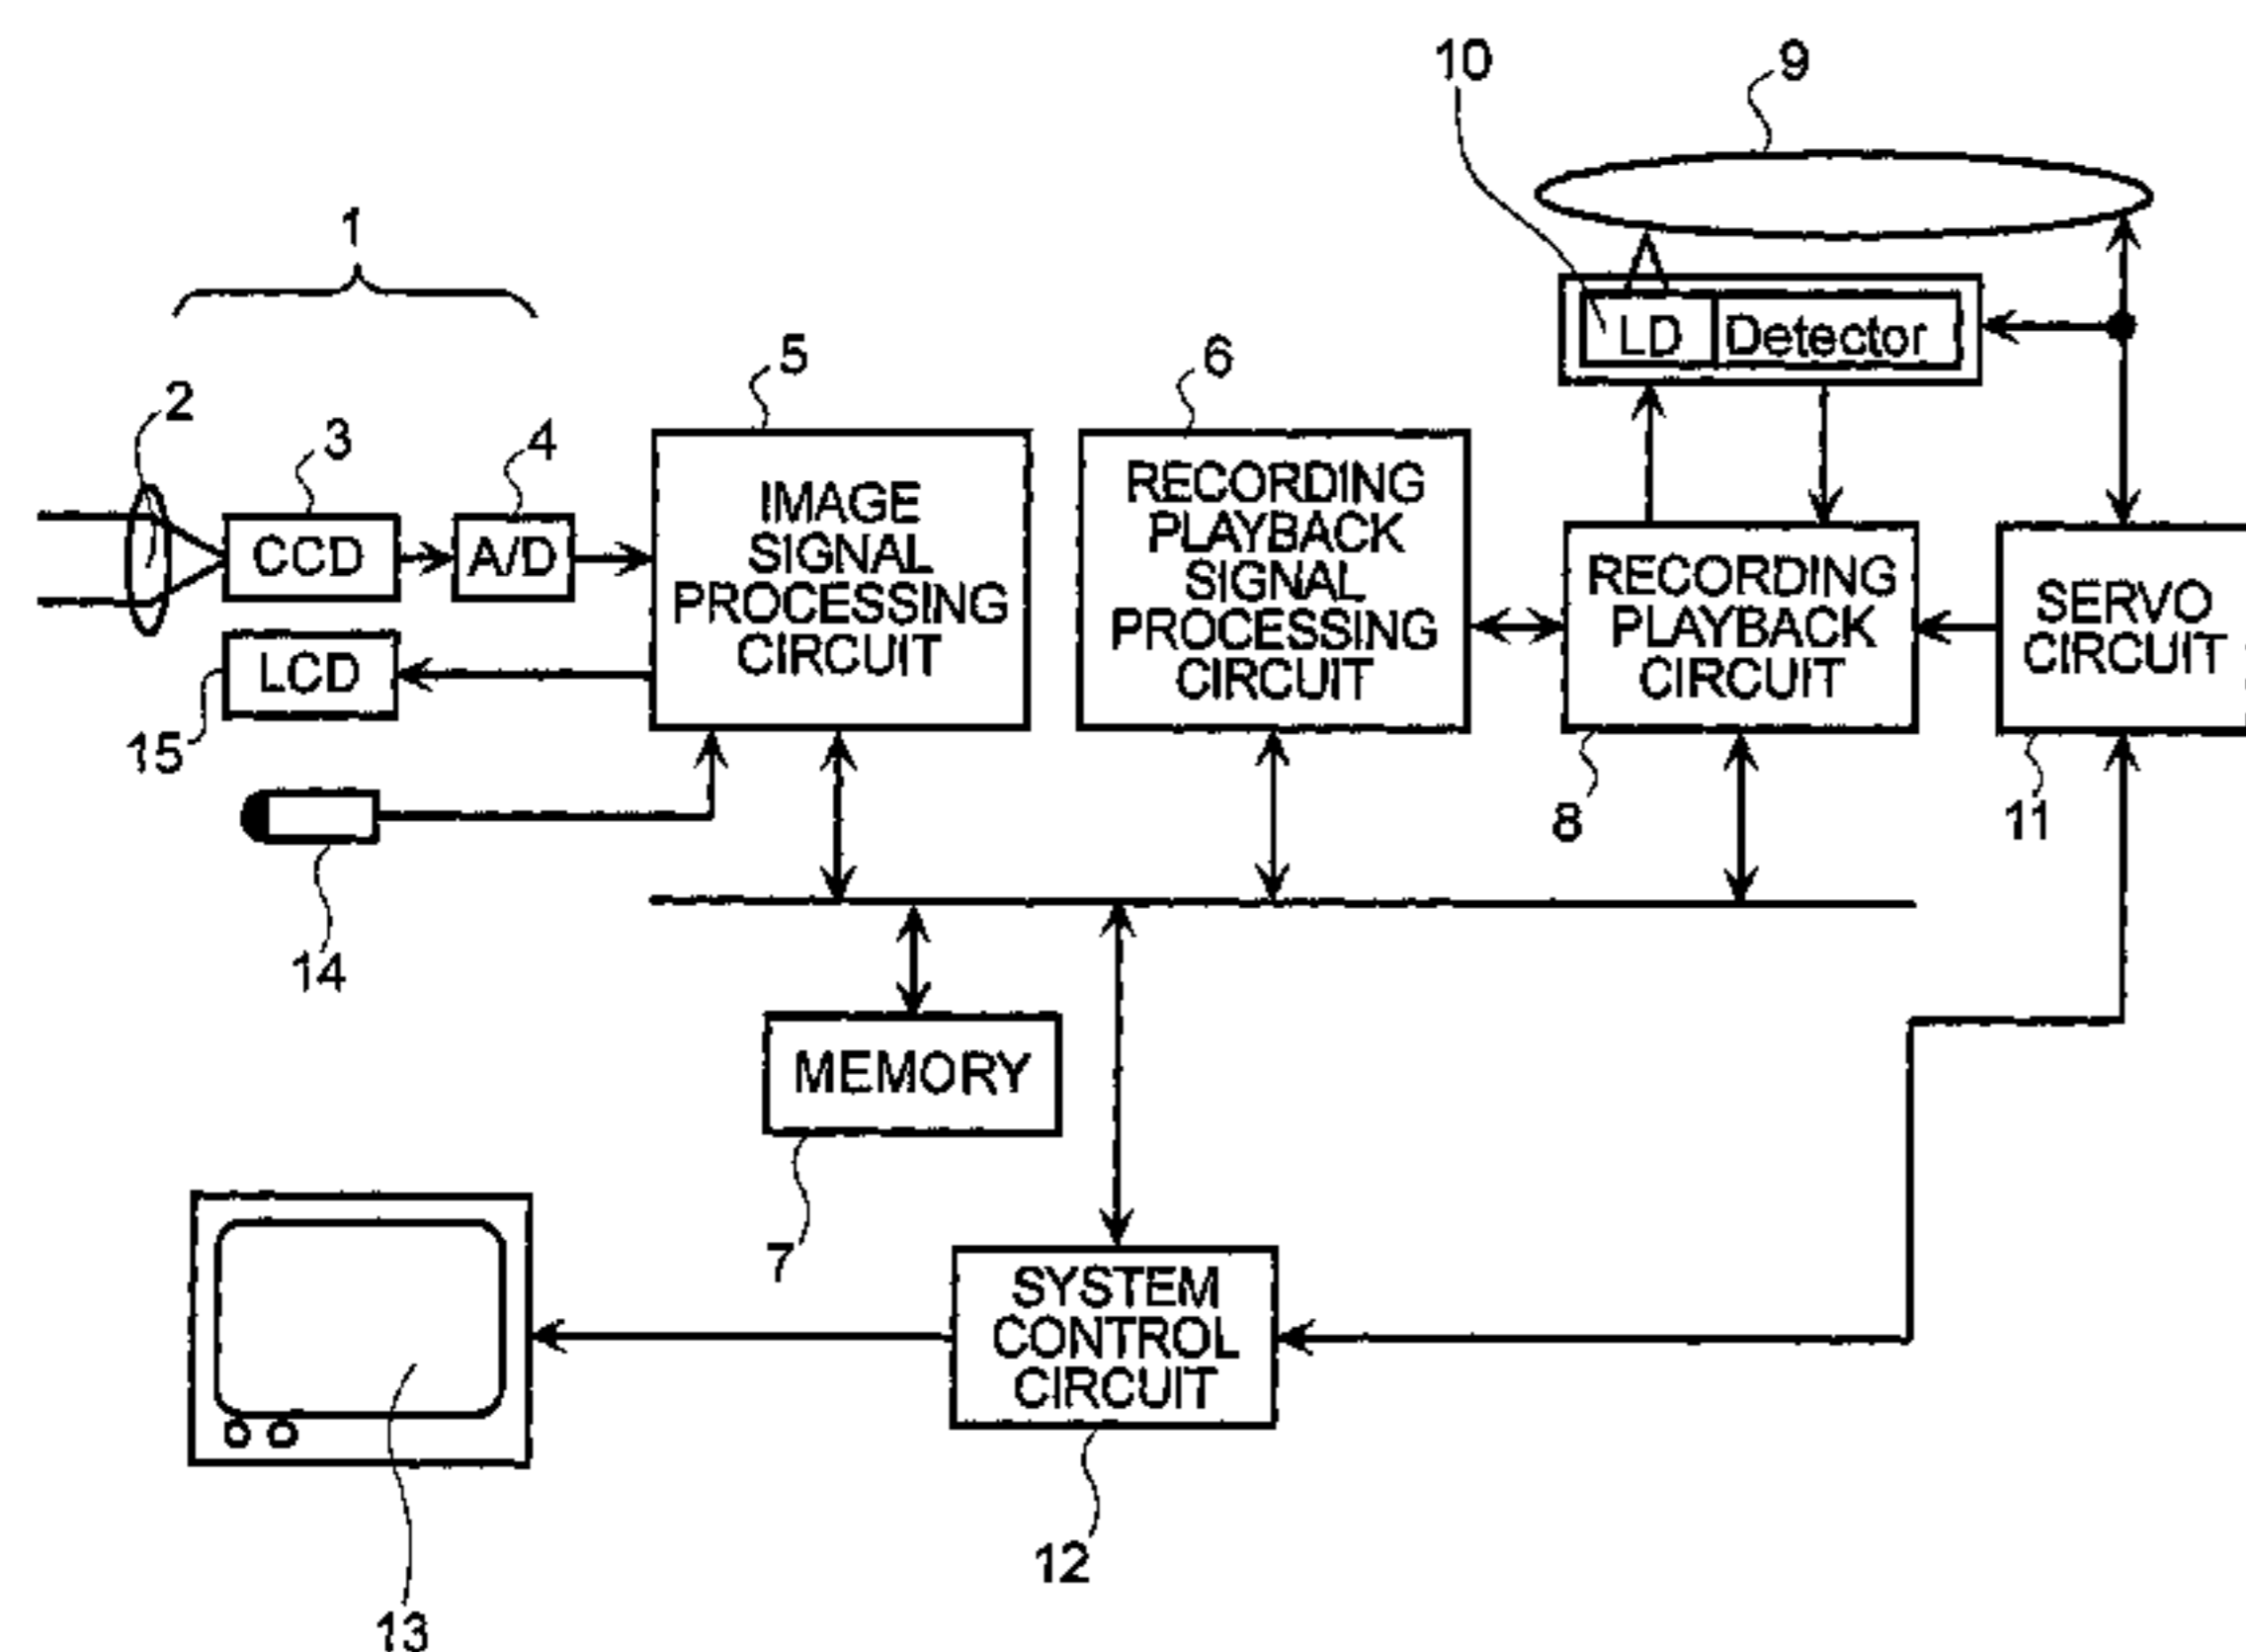 10
9
1
LD
Detector
5
6
2
3
4
IMAGE
SIGNAL
PROCESSING
CIRCUIT
RECORDING
PLAYBACK
SIGNAL
PROCESSING
CIRCUIT
CCD
A/D
RECORDING
PLAYBACK
CIRCUIT
SERVO
CIRCUIT
LCD
15
8
11
14
MEMORY
7
SYSTEM
CONTROL
CIRCUIT
12
13